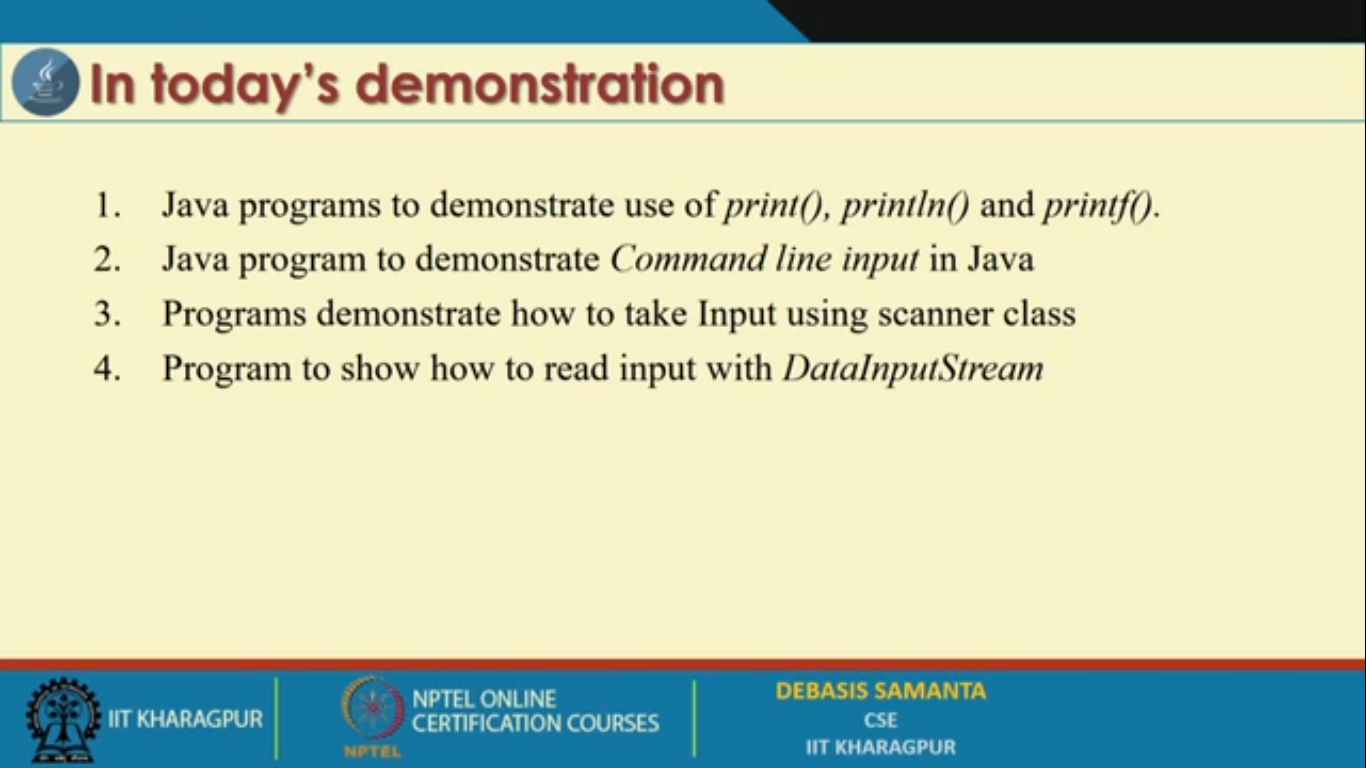 In today's demonstration
1. Java programs to demonstrate use of print(), println() and printf().
2. Java program to demonstrate Command line input in Java
3. Programs demonstrate how to take Input using scanner class
4. Program to show how to read input with DataInputStream
IIT KHARAGPUR
NPTEL
NPTEL ONLINE
CERTIFICATION COURSES
DEBASIS SAMANTA
CSE
IIT KHARAGPUR